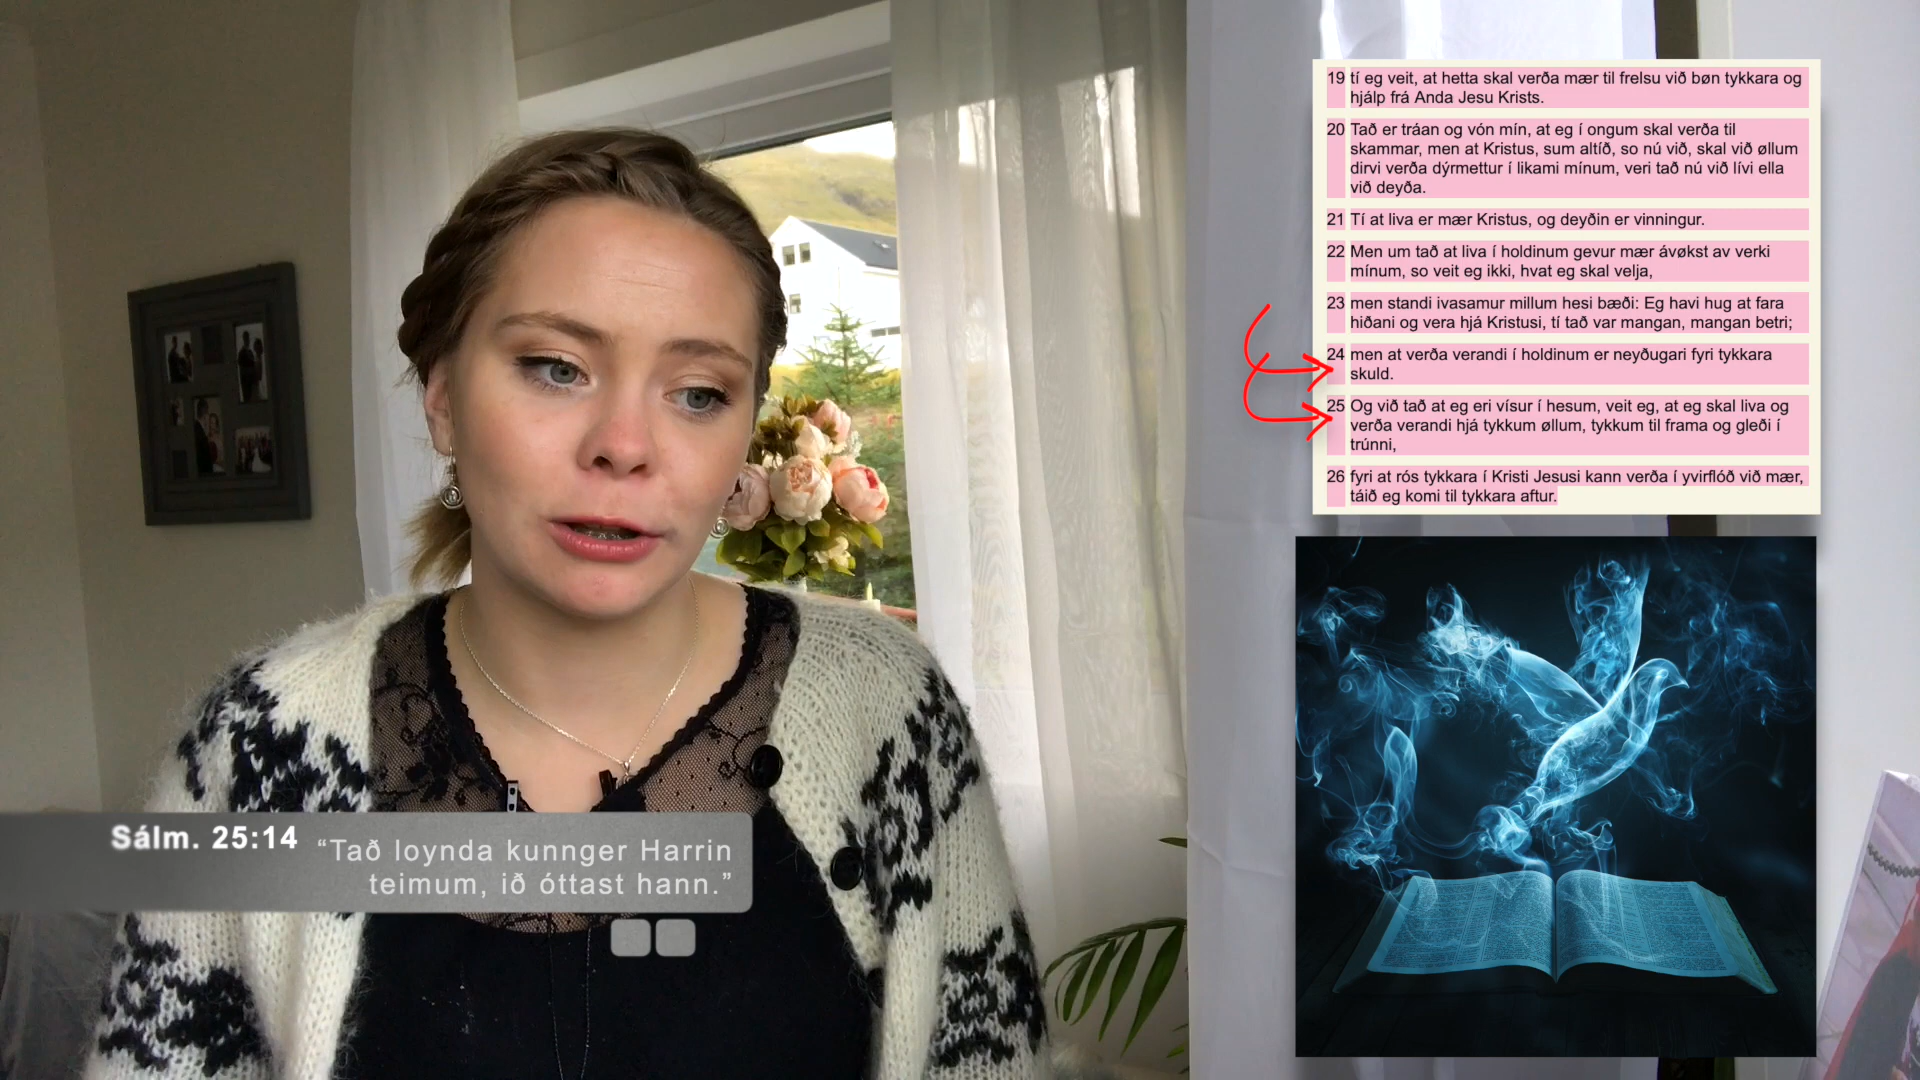 19 tí eg veit, at hetta skal verða mær til frelsu við bøn tykkara og
hjálp frá Anda Jesu Krists.
20 Tað er tráan og vón mín, at eg í ongum skal verða til
skammar, men at Kristus, sum altíð, so nú við, skal við øllum
dirvi verða dýrmettur í likami mínum, veri tað nú við lívi ella
við deyða.
21 Tí at liva er mær Kristus, og deyðin er vinningur.
22 Men um tað at liva í holdinum gevur mær ávøkst av verki
mínum, so veit eg ikki, hvat eg skal velja,
23 men standi ivasamur millum hesi bæði: Eg havi hug at fara
hiðani og vera hjá Kristusi, tí tað var mangan, mangan betri;
24 men at verða verandi í holdinum er neyðugari fyri tykkara
skuld.
25 Og við tað at eg eri vísur í hesum, veit eg, at eg skal liva og
verða verandi hjá tykkum øllum, tykkum til frama og gleði í
trúnni,
26 fyri at rós tykkara í Kristi Jesusi kann verða í yvirflóð við mær,
táið eg komi til tykkara aftur.
Sálm. 25:14 “Tað loynda kunnger Harrin
teimum, ið óttast hann.”